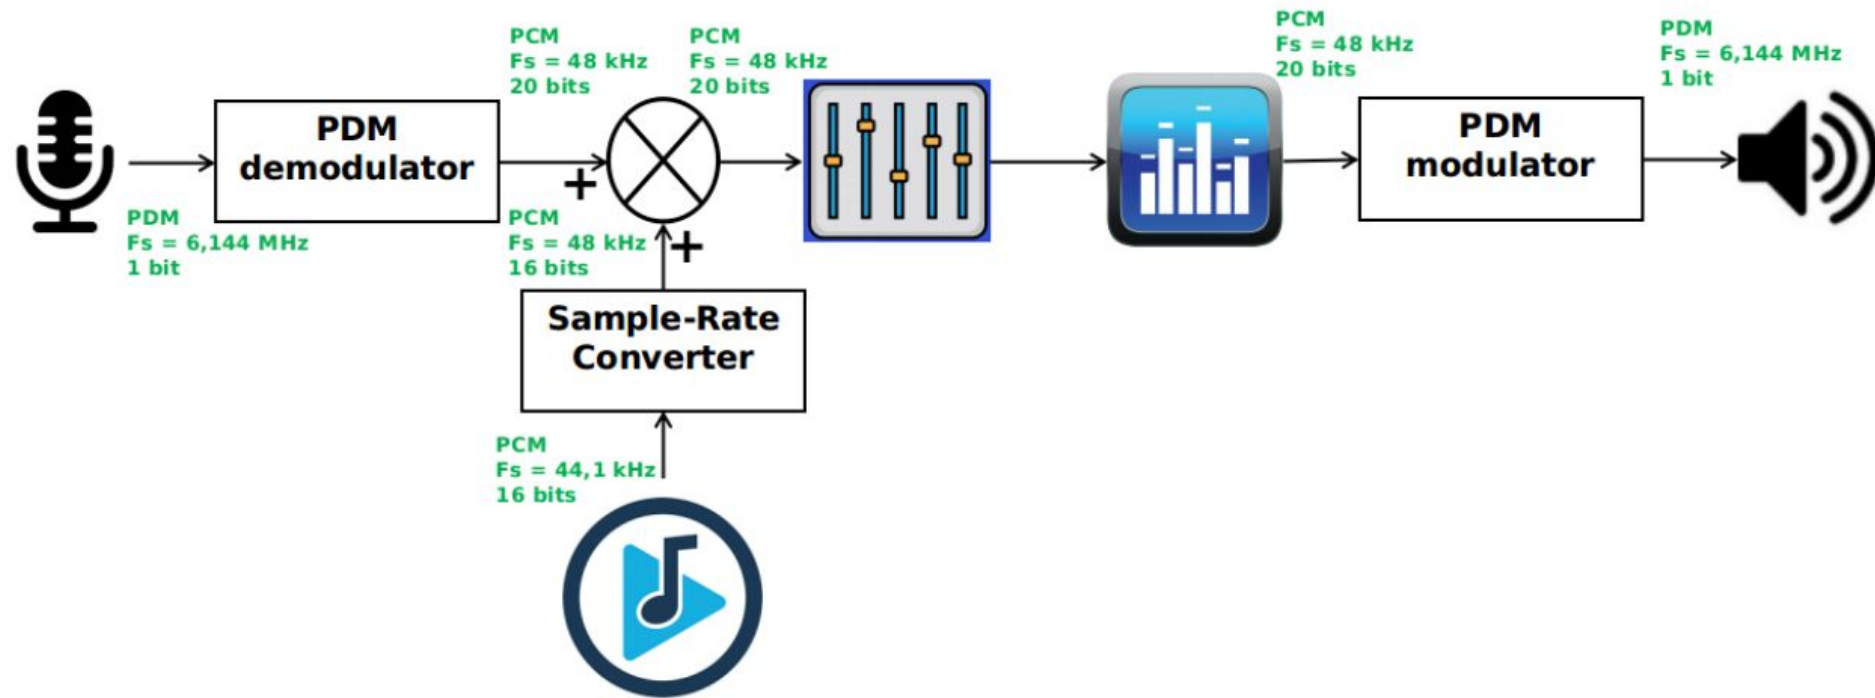 PDM
Fs = 6,144 MHz
1 bit
PDM
demodulator
PCM
Fs = 48 kHz
20 bits
+
PCM
Fs = 48 kHz
16 bits
+
Sample-Rate
Converter
PCM
Fs = 44,1 kHz
16 bits
PCM
Fs = 48 kHz
20 bits
PCM
Fs = 48 kHz
20 bits
PDM
modulator
PDM
Fs = 6,144 MHz
1 bit